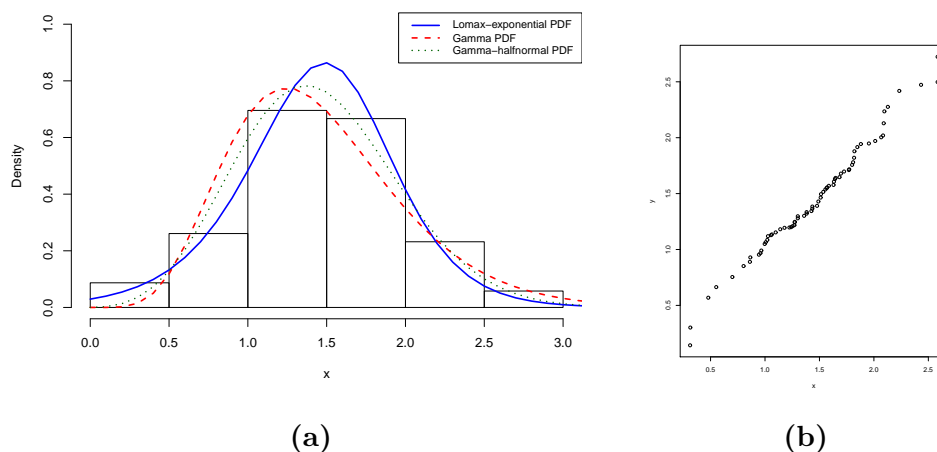 Lomax−exponential PDF
Gamma PDF
Gamma−halfnormal PDF
Density
0.0 0.2 0.4 0.6 0.8 1.0
0.0 0.5 1.0 1.5 2.0 2.5 3.0
x
(a)
y
0.5 1.0 1.5 2.0 2.5
0.5 1.0 1.5 2.0 2.5
x
(b)